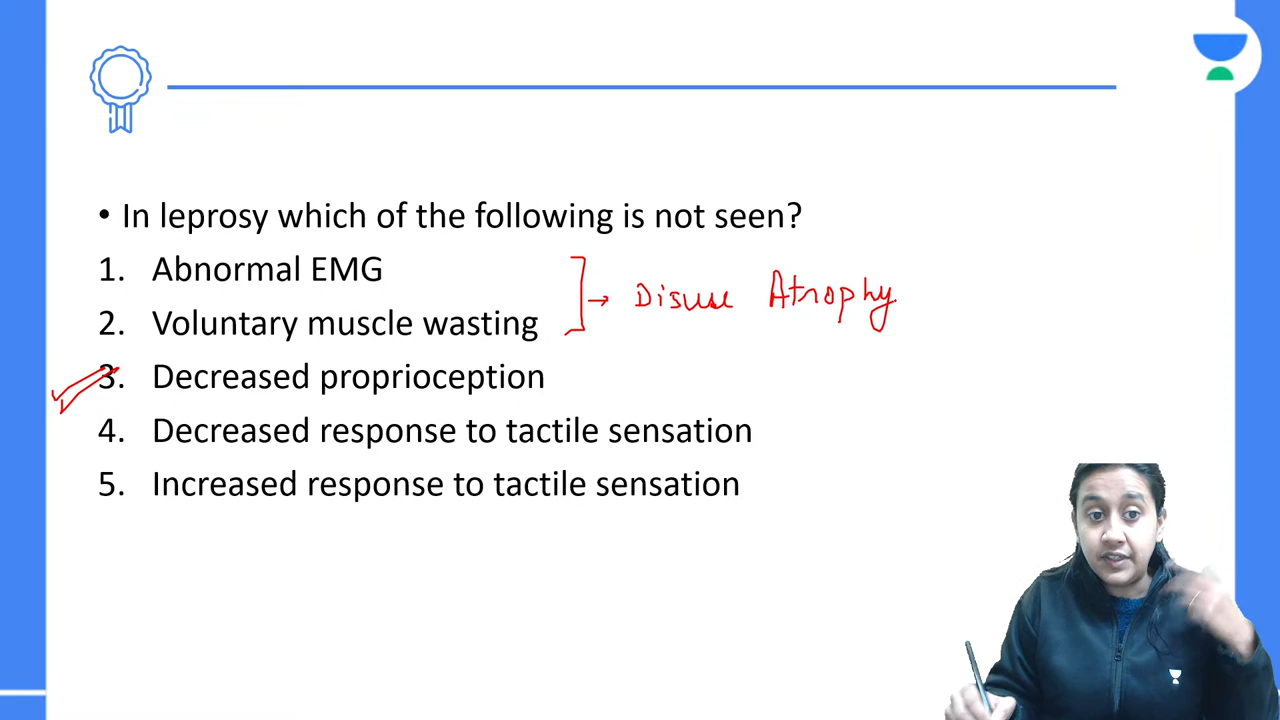 • In leprosy which of the following is not seen?
1. Abnormal EMG
2. Voluntary muscle wasting
→ Disuse Atrophy
3. Decreased proprioception
4. Decreased response to tactile sensation
5. Increased response to tactile sensation